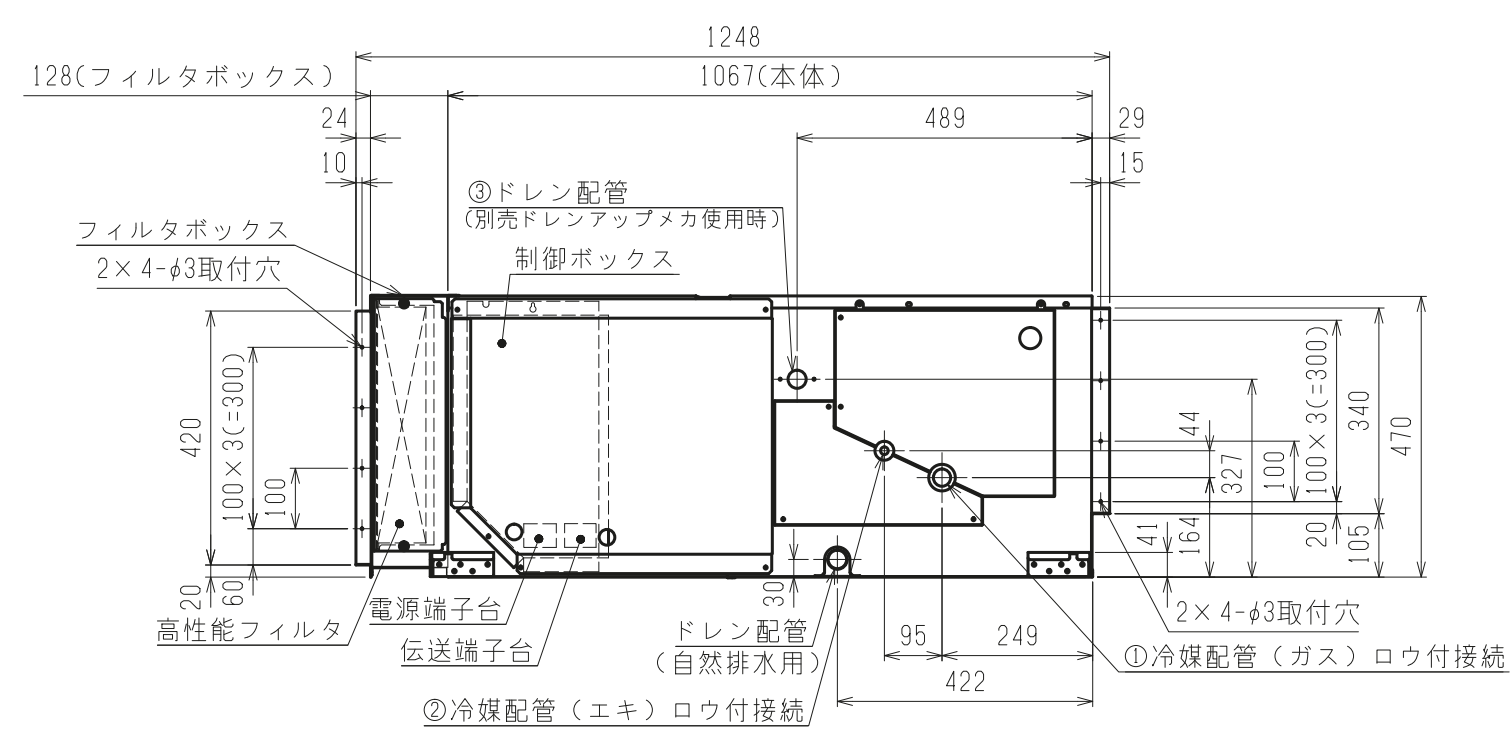 1248
128(フィルタボックス)
1067(本体)
24
489
29
10
15
③ドレン配管
(別売ドレンアップメカ使用時)
フィルタボックス
制御ボックス
2×4-φ3取付穴
420
100×3(=300)
100
20
60
44
327
164
41
100
100×3(=300)
340
470
20
105
30
電源端子台
高性能フィルタ
伝送端子台
ドレン配管
(自然排水用)
95
249
2×4-φ3取付穴
①冷媒配管(ガス)ロウ付接続
422
②冷媒配管(エキ)ロウ付接続